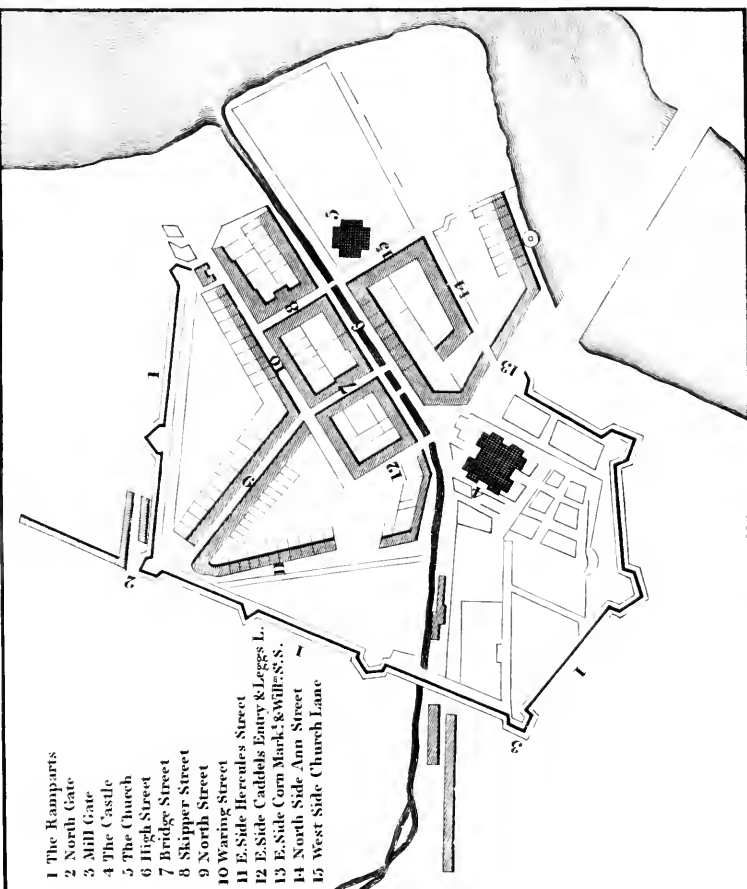 1 The Ramparts
2 North Gate
3 Mill Gate
4 The Castle
5 The Church
6 High Street
7 Bridge Street
8 Skipper Street
9 North Street
10 Waring Street
11 E. Side Hercules Street
12 E. Side Caddels Entry & Leggs L.
13 E. Side Corn Mark.t & Will.m S.t S.
14 North Side Ann Street
15 West Side Church Lane
1
2
9
10
8
7
5
15
14
13
12
11
4
1
3